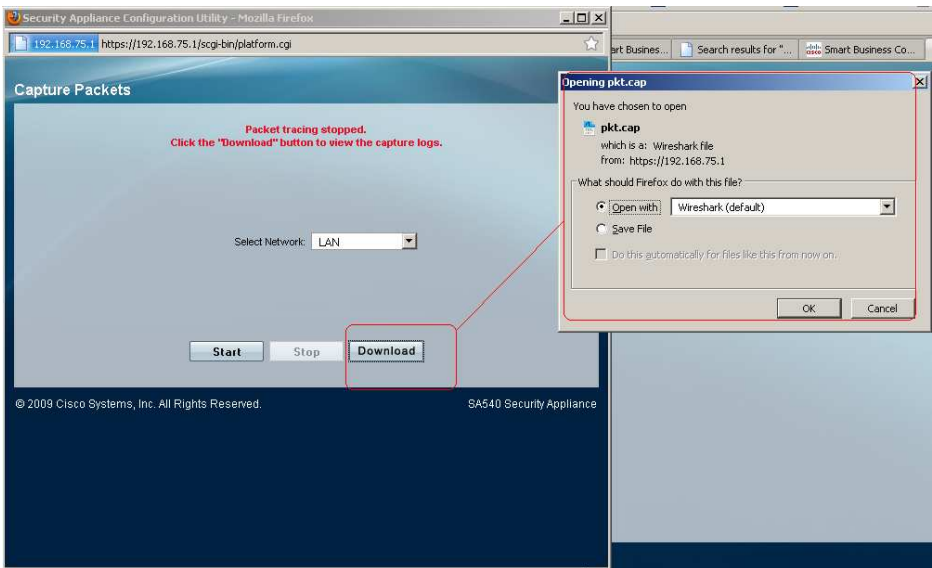 Security Appliance Configuration Utility - Mozilla Firefox
192.168.75.1 https://192.168.75.1/scgi-bin/platform.cgi
Capture Packets
Packet tracing stopped.
Click the "Download" button to view the capture logs.
Select Network: LAN
Start Stop Download
© 2009 Cisco Systems, Inc. All Rights Reserved. SA540 Security Appliance
art Busines... Search results for "... Smart Business Co...
Opening pkt.cap
You have chosen to open
pkt.cap
which is a: Wireshark file
from: https://192.168.75.1
What should Firefox do with this file?
Open with Wireshark (default)
Save File
Do this automatically for files like this from now on.
OK Cancel